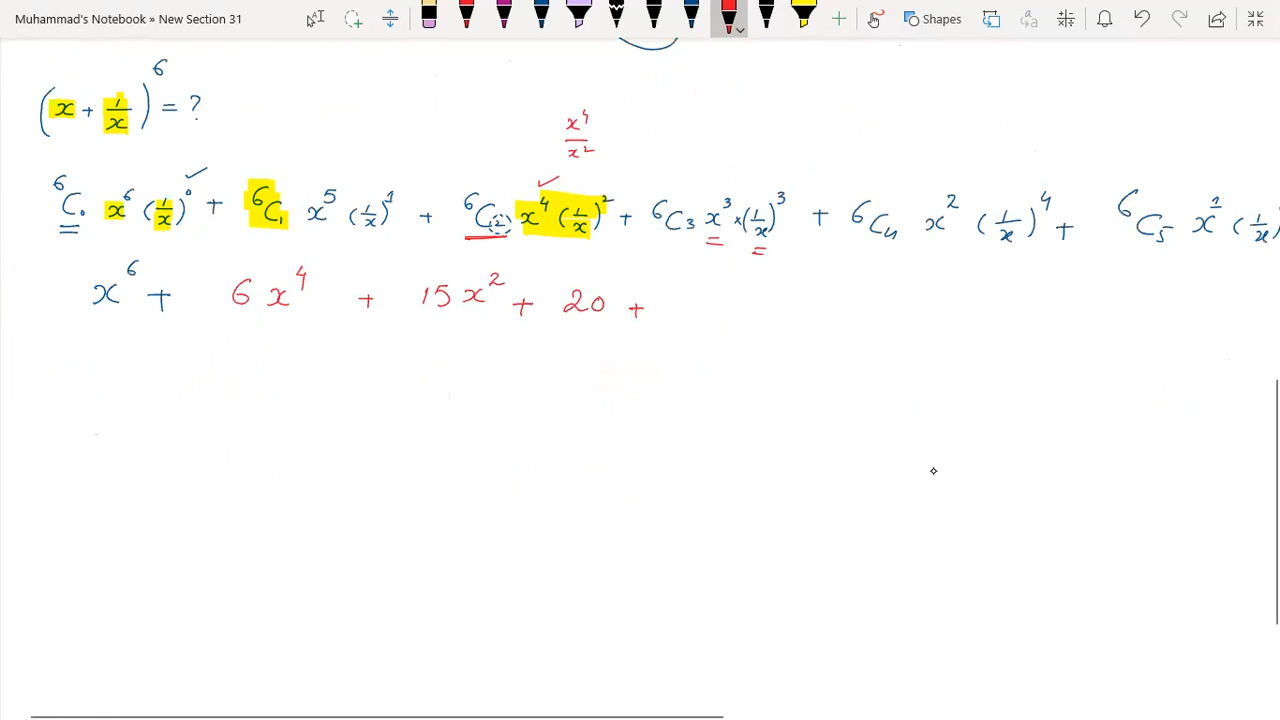 Muhammad's Notebook » New Section 31
Shapes
(x + 1/x)^6 = ?
x^4/x^2
⁶C₀ x^6 (1/x)^0 + ⁶C₁ x^5 (1/x)^1 + ⁶C₂ x^4 (1/x)^2 + ⁶C₃ x^3 × (1/x)^3 + ⁶C₄ x^2 (1/x)^4 + ⁶C₅ x^1 (1/x)
x^6 + 6x^4 + 15x^2 + 20 +